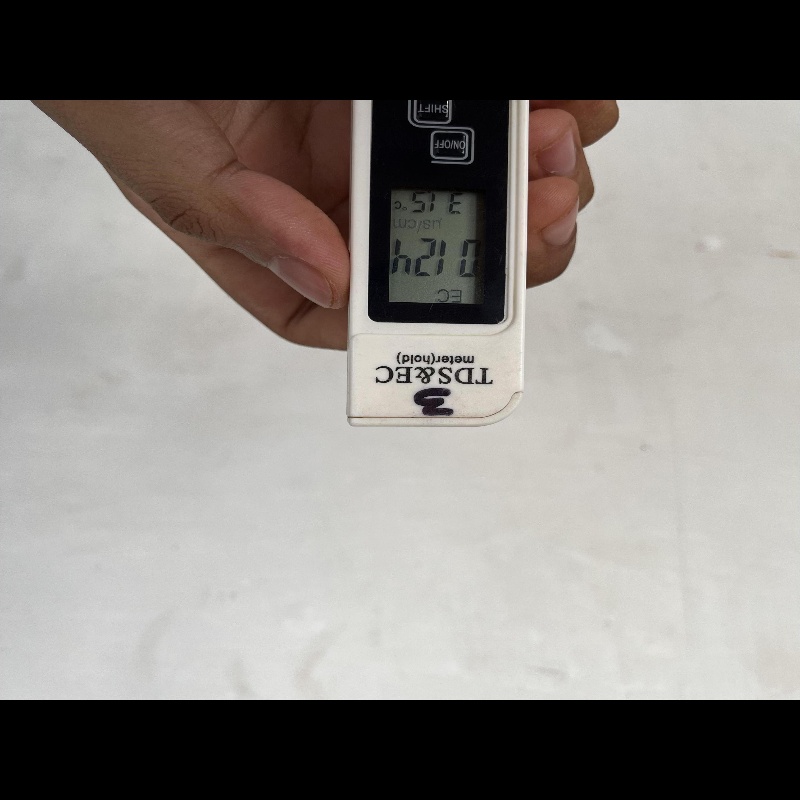 3
TDS&EC
meter(hold)
EC
0124
µS/cm
31.5°C
ON/OFF
SHIFT